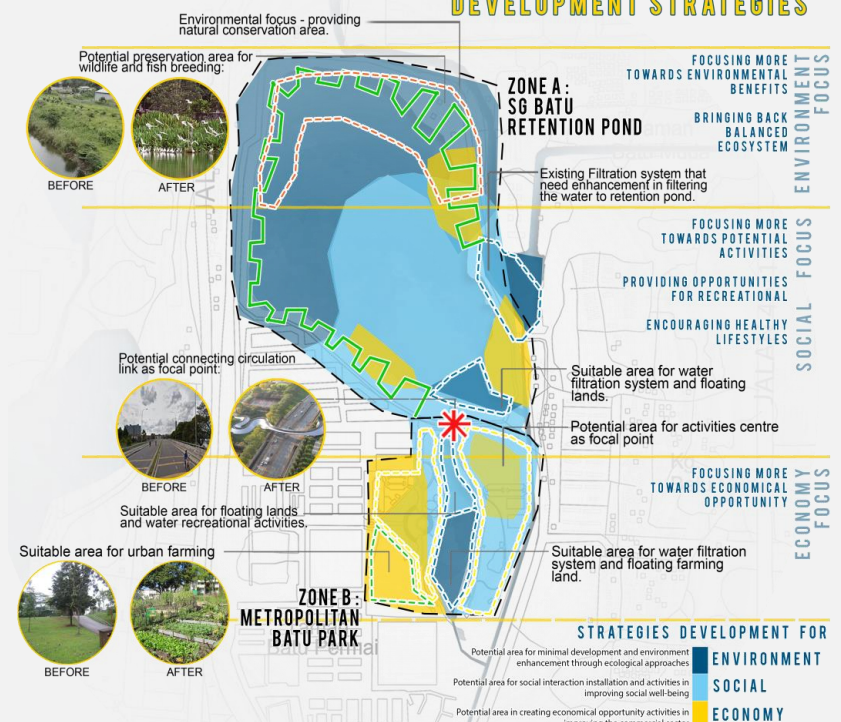 DEVELOPMENT STRATEGIES
Environmental focus - providing
natural conservation area.
Potential preservation area for
wildlife and fish breeding:
BEFORE
AFTER
ZONE A :
SG BATU
RETENTION POND
FOCUSING MORE
TOWARDS ENVIRONMENTAL
BENEFITS
BRINGING BACK
BALANCED
ECOSYSTEM
ENVIRONMENT
FOCUS
Existing Filtration system that
need enhancement in filtering
the water to retention pond.
FOCUSING MORE
TOWARDS POTENTIAL
ACTIVITIES
PROVIDING OPPORTUNITIES
FOR RECREATIONAL
ENCOURAGING HEALTHY
LIFESTYLES
SOCIAL FOCUS
Potential connecting circulation
link as focal point:
BEFORE
AFTER
Suitable area for water
filtration system and floating
lands.
Potential area for activities centre
as focal point
FOCUSING MORE
TOWARDS ECONOMICAL
OPPORTUNITY
ECONOMY
FOCUS
Suitable area for floating lands
and water recreational activities.
Suitable area for urban farming
BEFORE
AFTER
Suitable area for water filtration
system and floating farming
land.
ZONE B :
METROPOLITAN
BATU PARK
STRATEGIES DEVELOPMENT FOR
Potential area for minimal development and environment
enhancement through ecological approaches
ENVIRONMENT
Potential area for social interaction installation and activities in
improving social well-being
SOCIAL
Potential area in creating economical opportunity activities in
ECONOMY